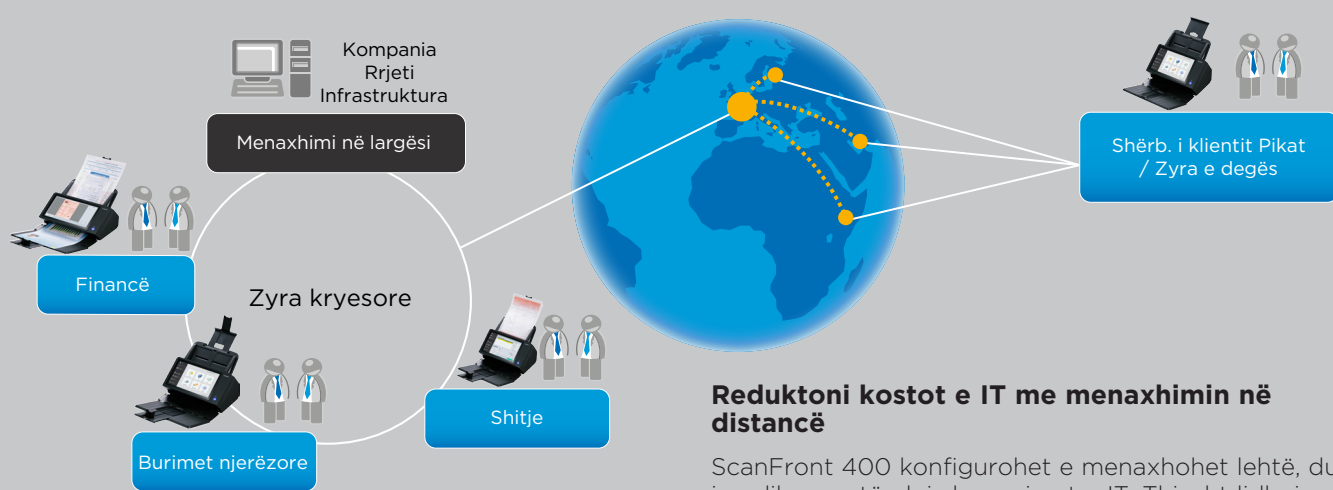 Kompania
Rrjeti
Infrastruktura
Menaxhimi në largësi
Financë
Zyra kryesore
Burimet njerëzore
Shitje
Shërb. i klientit Pikat
/ Zyra e degës
Reduktoni kostot e IT me menaxhimin në
distancë
ScanFront 400 konfigurohet e menaxhohet lehtë,